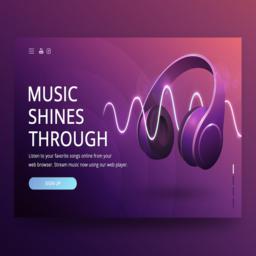 MUSIC
SHINES
THROUGH
Listen to your favorite songs online from your
web browser. Stream music now using our web player.
SIGN UP